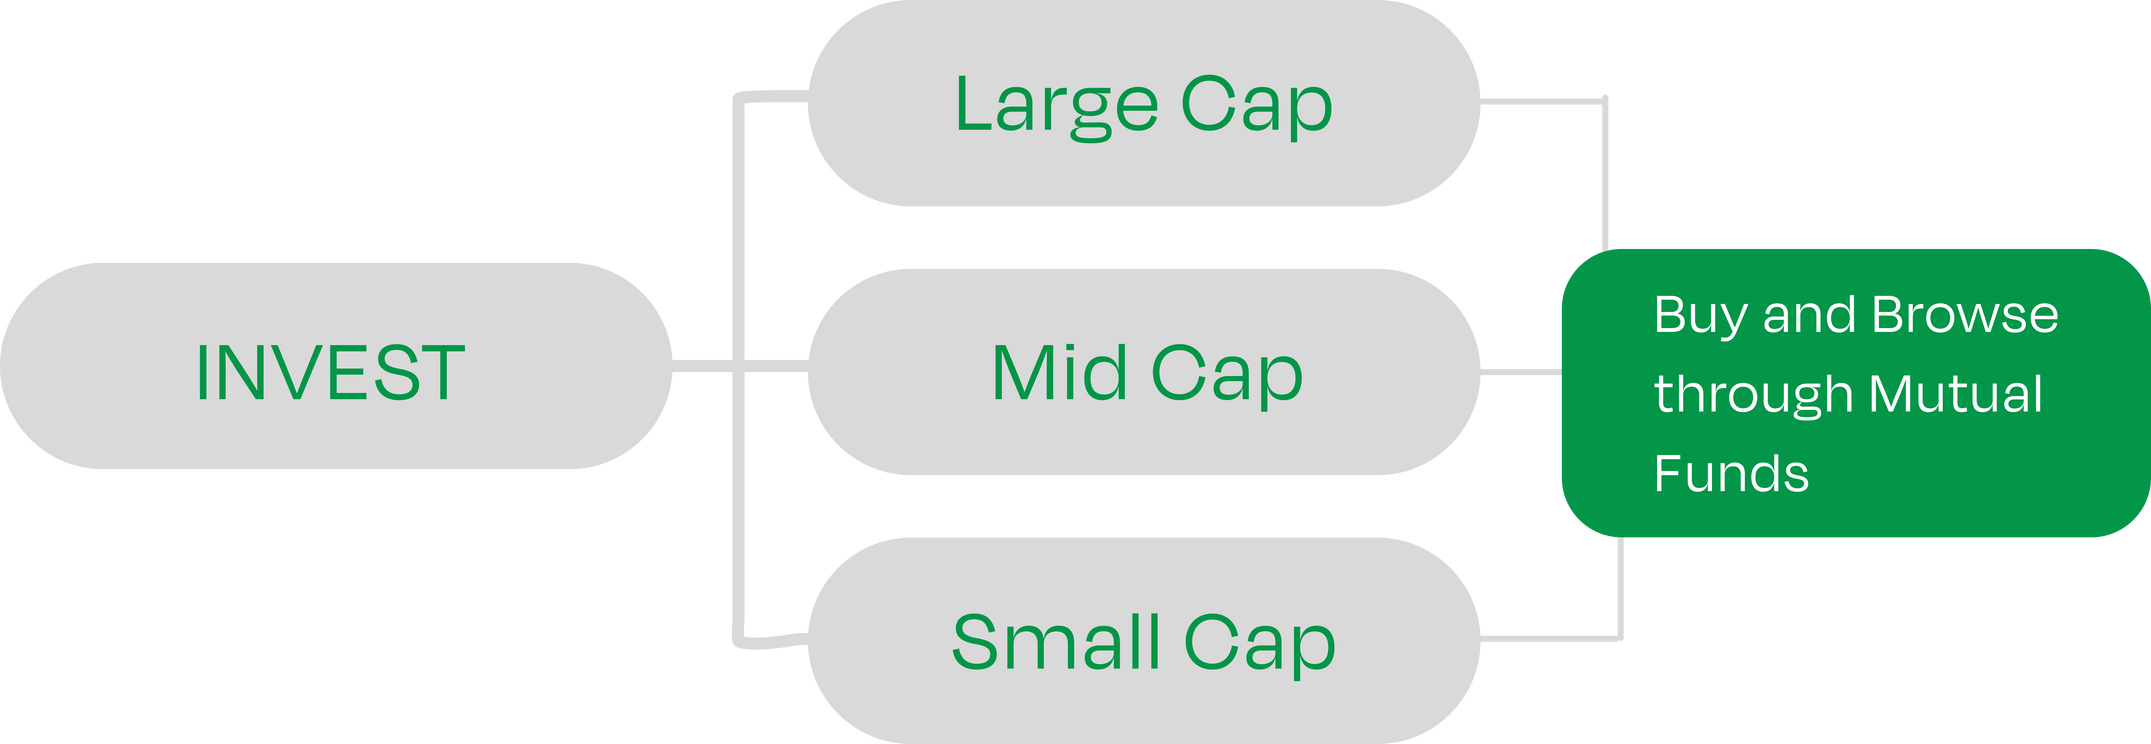 INVEST
Large Cap
Mid Cap
Small Cap
Buy and Browse
through Mutual
Funds